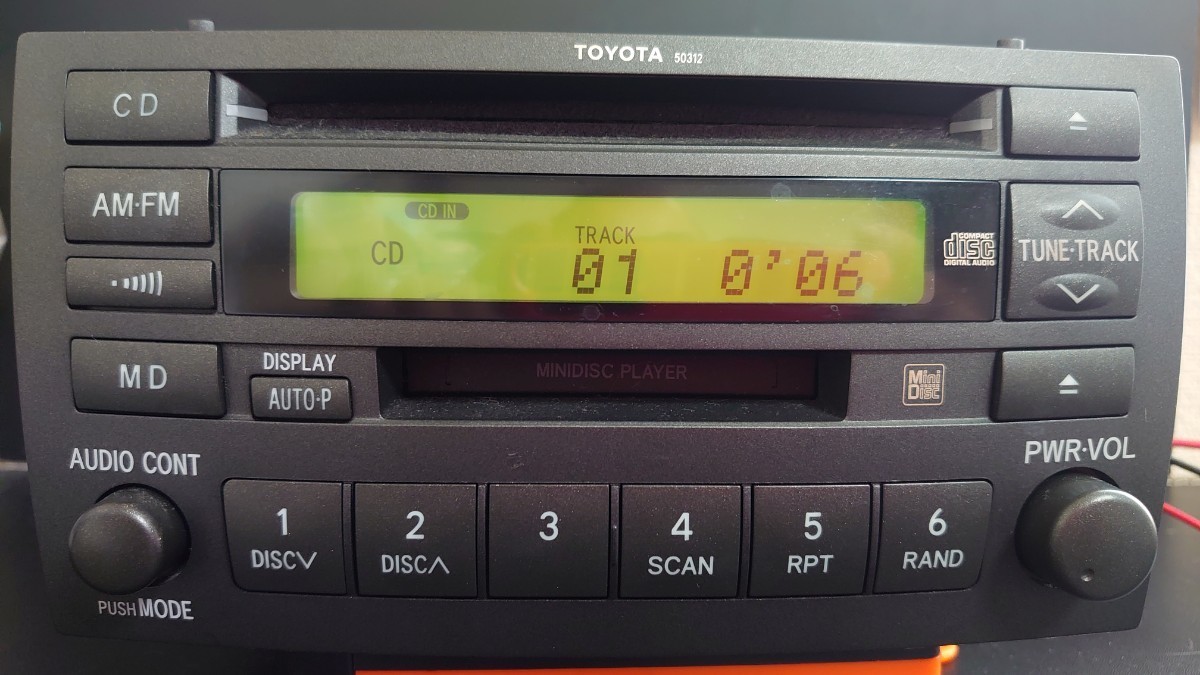 TOYOTA 50312
CD
AM·FM
CD IN
CD
TRACK
01 0'06
COMPACT
disc
DIGITAL AUDIO
TUNE·TRACK
MD
DISPLAY
AUTO·P
MINIDISC PLAYER
Mini
Disc
AUDIO CONT
PUSH MODE
1
DISC
2
DISC
3
4
SCAN
5
RPT
6
RAND
PWR·VOL